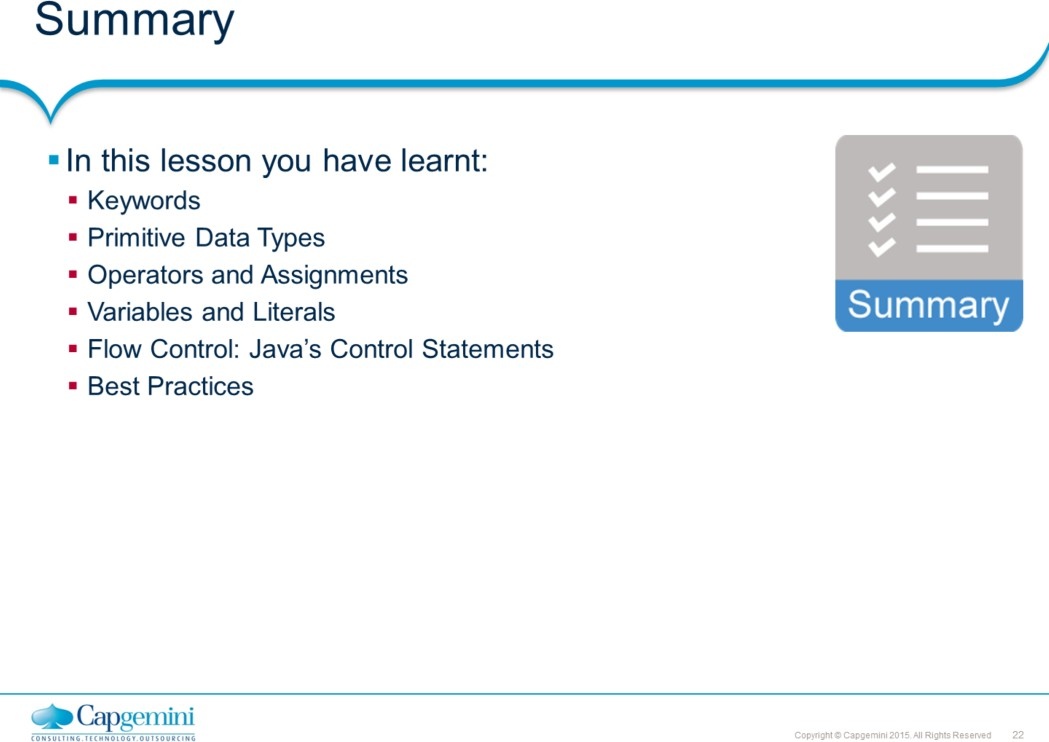 Summary
In this lesson you have learnt:
Keywords
Primitive Data Types
Operators and Assignments
Variables and Literals
Flow Control: Java’s Control Statements
Best Practices
Summary
Capgemini
CONSULTING.TECHNOLOGY.OUTSOURCING
Copyright © Capgemini 2015. All Rights Reserved 22